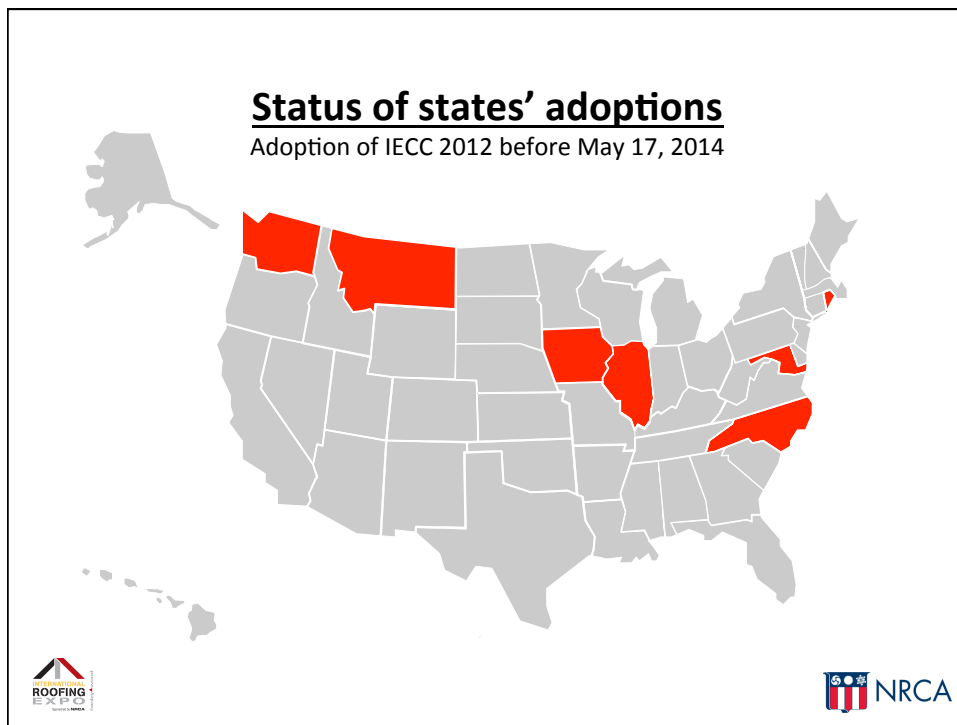 Status of states’ adoptions
Adoption of IECC 2012 before May 17, 2014
INTERNATIONAL
ROOFING
EXPO
NRCA